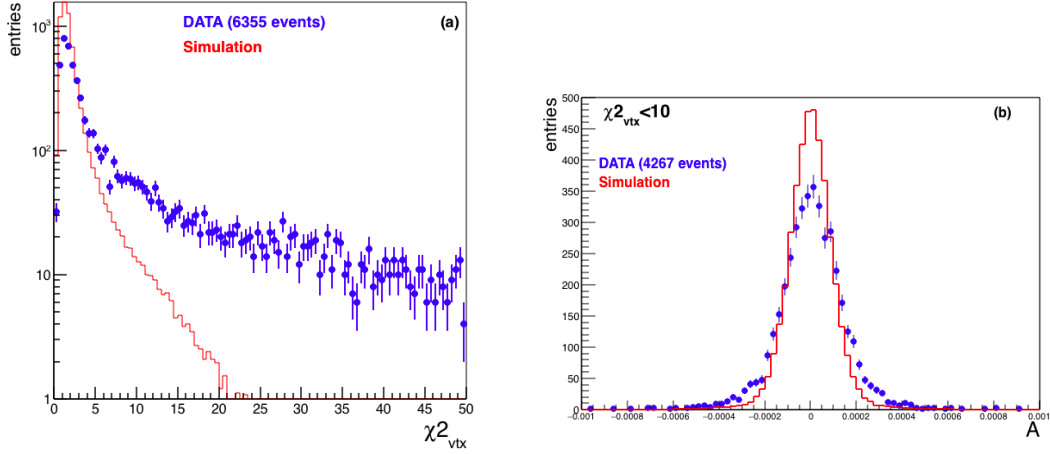 entries
10³
10²
10
1
DATA (6355 events)
Simulation
(a)
0 5 10 15 20 25 30 35 40 45 50
χ2vtx
entries
500
450
400
350
300
250
200
150
100
50
0
χ2vtx<10
(b)
DATA (4267 events)
Simulation
−0.001 −0.0008 −0.0006 −0.0004 −0.0002 0 0.0002 0.0004 0.0006 0.0008 0.001
A